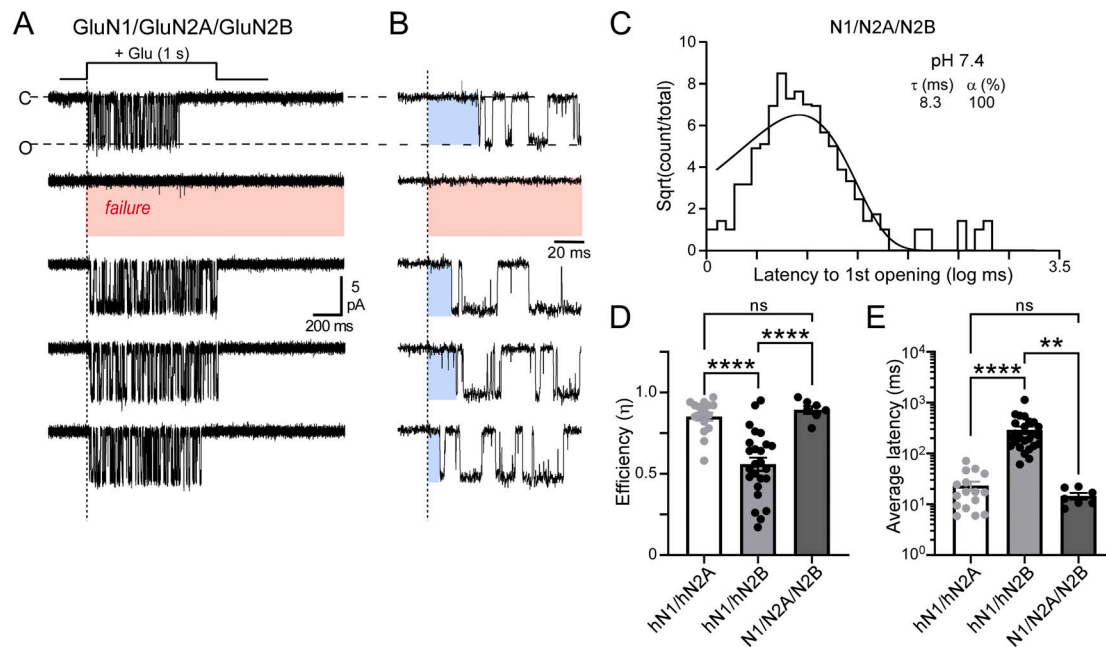 A
GluN1/GluN2A/GluN2B
+ Glu (1 s)
C
O
failure
5
pA
200 ms
B
20 ms
C
N1/N2A/N2B
pH 7.4
τ (ms) α (%)
8.3 100
Sqrt(count/total)
10
8
6
4
2
0
0 3.5
Latency to 1st opening (log ms)
D
ns
****
****
Efficiency (η)
1.0
0.5
0
hN1/hN2A
hN1/hN2B
N1/N2A/N2B
E
ns
**
****
Average latency (ms)
10⁴
10³
10²
10¹
10⁰
hN1/hN2A
hN1/hN2B
N1/N2A/N2B